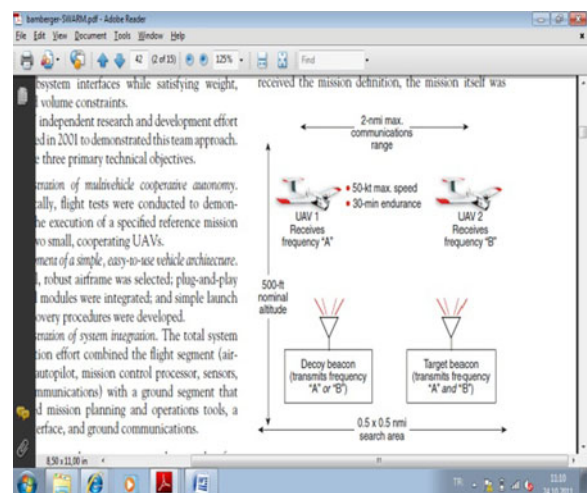 bamberger-SWARM.pdf - Adobe Reader
File Edit View Document Tools Window Help
42 (2 of 15) 125% Find
bsystem interfaces while satisfying weight,
volume constraints.
independent research and development effort
ed in 2001 to demonstrated this team approach.
e three primary technical objectives.
stration of multivehicle cooperative autonomy.
ally, flight tests were conducted to demon-
he execution of a specified reference mission
wo small, cooperating UAVs.
ment of a simple, easy-to-use vehicle architecture.
, robust airframe was selected; plug-and-play
modules were integrated; and simple launch
overy procedures were developed.
stration of system integration. The total system
tion effort combined the flight segment (air-
autopilot, mission control processor, sensors,
mmunications) with a ground segment that
d mission planning and operations tools, a
erface, and ground communications.
received the mission definition, the mission itself was
2-nmi max.
communications
range
• 50-kt max. speed
• 30-min endurance
UAV 1
Receives
frequency "A"
UAV 2
Receives
frequency "B"
500-ft
nominal
altitude
Decoy beacon
(transmits frequency
"A" or "B")
Target beacon
(transmits frequency
"A" and "B")
0.5 x 0.5 nmi
search area
8,50 x 11,00 in
TR
11:10